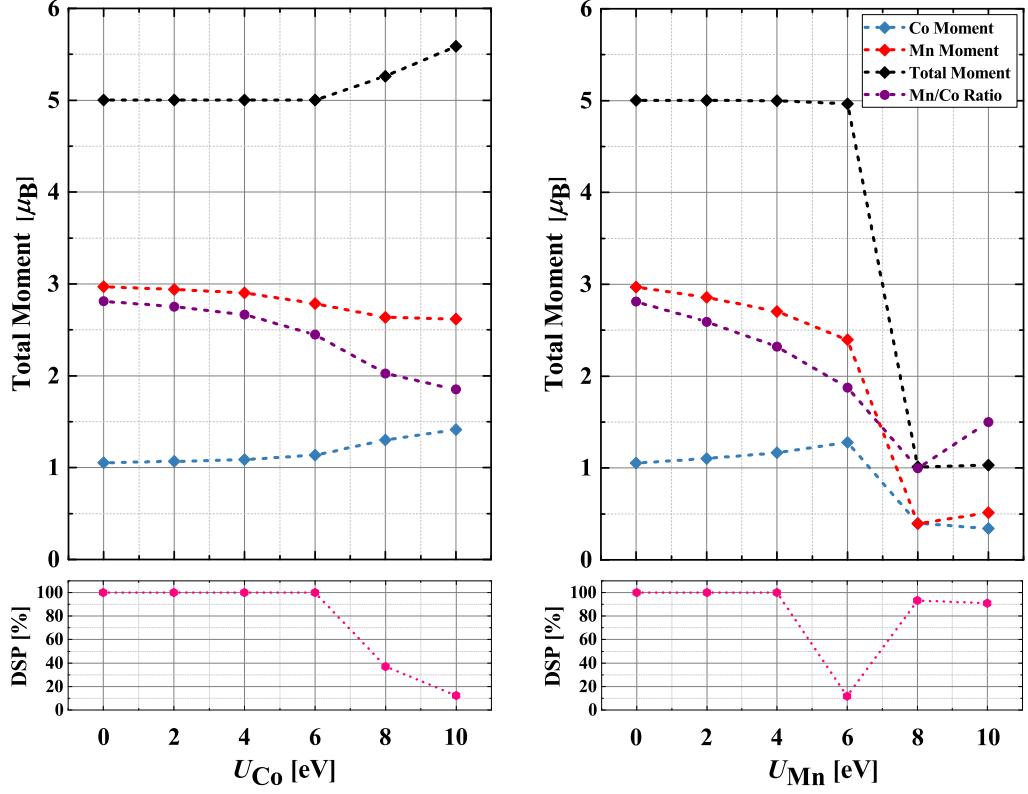 Total Moment [μB]
6
5
4
3
2
1
0
DSP [%]
100
80
60
40
20
0
0 2 4 6 8 10
UCo [eV]
Total Moment [μB]
6
5
4
3
2
1
0
Co Moment
Mn Moment
Total Moment
Mn/Co Ratio
DSP [%]
100
80
60
40
20
0
0 2 4 6 8 10
UMn [eV]